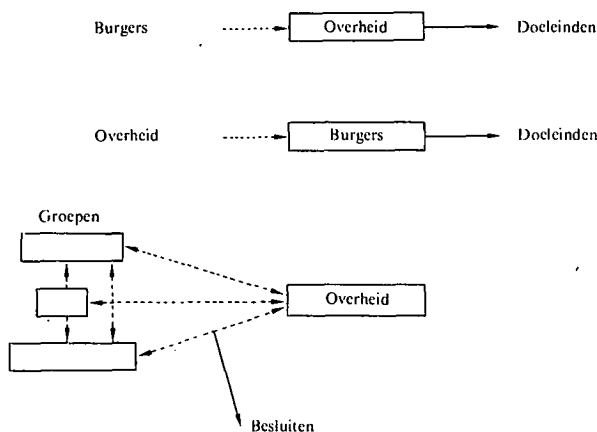 Burgers Overheid Doeleinden
Overheid Burgers Doeleinden
Groepen
Overheid
Besluiten